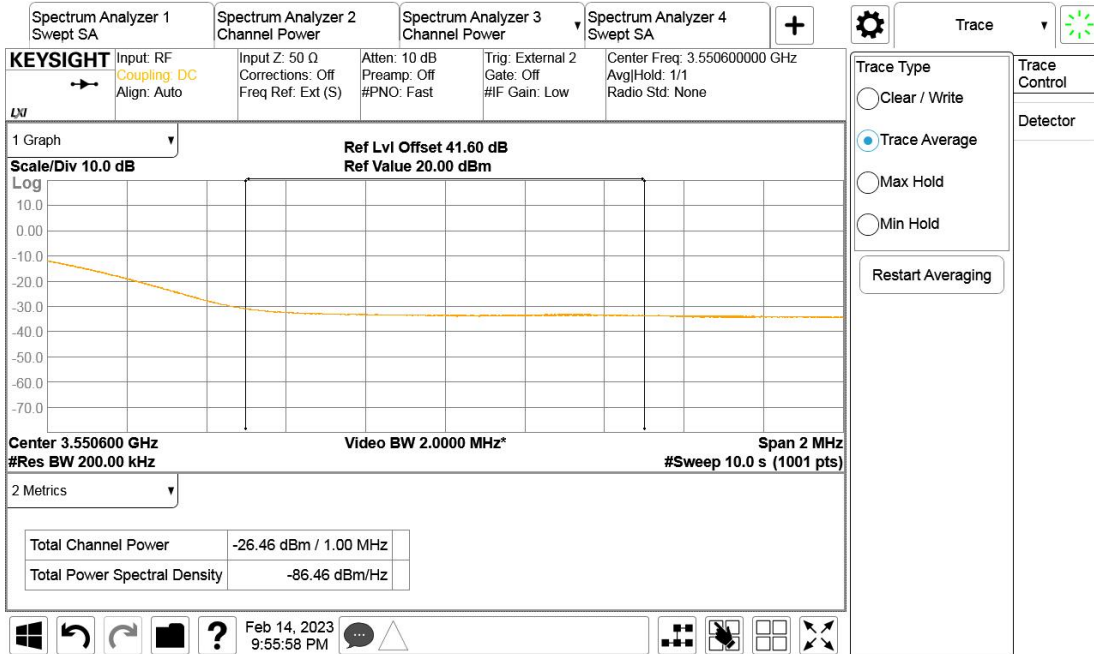 Spectrum Analyzer 1
Swept SA
Spectrum Analyzer 2
Channel Power
Spectrum Analyzer 3
Channel Power
Spectrum Analyzer 4
Swept SA
Trace
KEYSIGHT
LXI
Input: RF
Coupling: DC
Align: Auto
Input Z: 50 Ω
Corrections: Off
Freq Ref: Ext (S)
Atten: 10 dB
Preamp: Off
#PNO: Fast
Trig: External 2
Gate: Off
#IF Gain: Low
Center Freq: 3.550600000 GHz
Avg|Hold: 1/1
Radio Std: None
1 Graph
Scale/Div 10.0 dB
Ref Lvl Offset 41.60 dB
Ref Value 20.00 dBm
Log
10.0
0.00
-10.0
-20.0
-30.0
-40.0
-50.0
-60.0
-70.0
Center 3.550600 GHz
#Res BW 200.00 kHz
Video BW 2.0000 MHz*
Span 2 MHz
#Sweep 10.0 s (1001 pts)
2 Metrics
Total Channel Power -26.46 dBm / 1.00 MHz
Total Power Spectral Density -86.46 dBm/Hz
Trace Type
Clear / Write
Trace Average
Max Hold
Min Hold
Restart Averaging
Trace
Control
Detector
?
Feb 14, 2023
9:55:58 PM